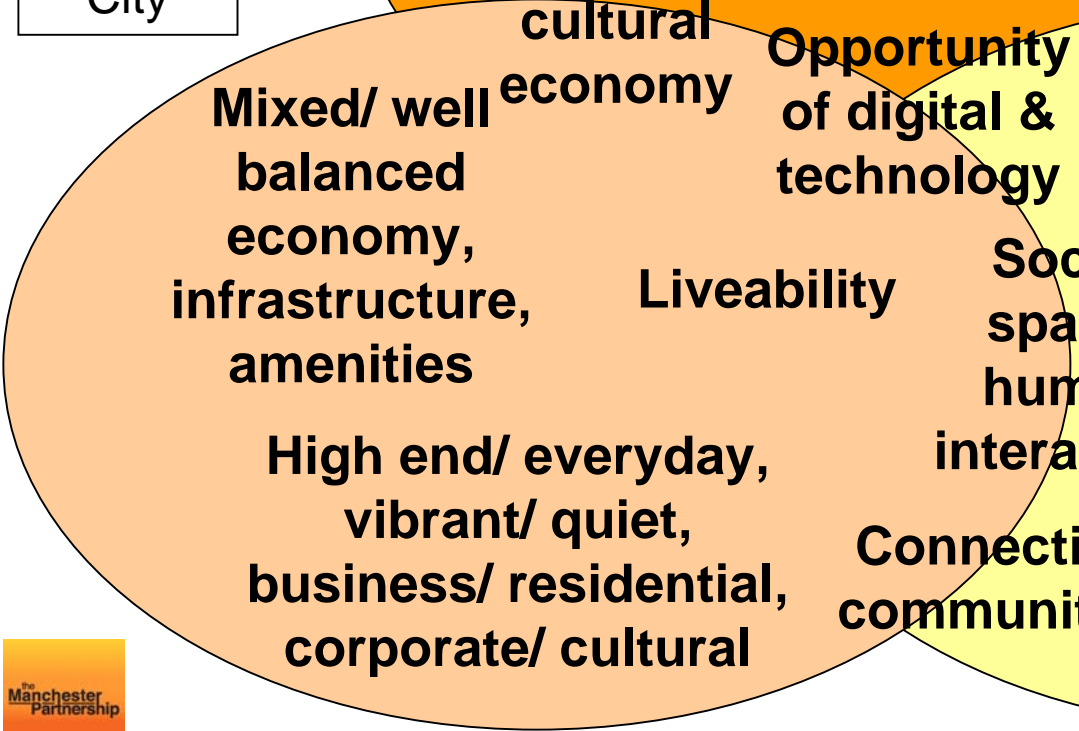 City
cultural
economy
Opportunity
of digital &
technology
Mixed/ well
balanced
economy,
infrastructure,
amenities
Liveability
High end/ everyday,
vibrant/ quiet,
business/ residential,
corporate/ cultural
the
Manchester
Partnership